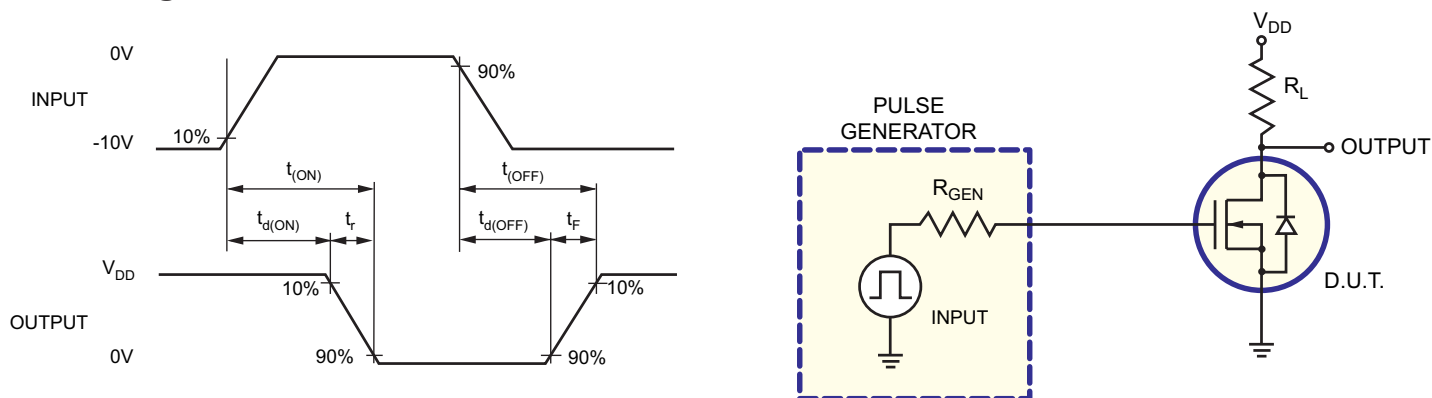 0V
INPUT
-10V
10%
90%
t(ON)
t(OFF)
td(ON)
tr
td(OFF)
tF
VDD
OUTPUT
0V
10%
10%
90%
90%
PULSE
GENERATOR
RGEN
INPUT
VDD
RL
OUTPUT
D.U.T.